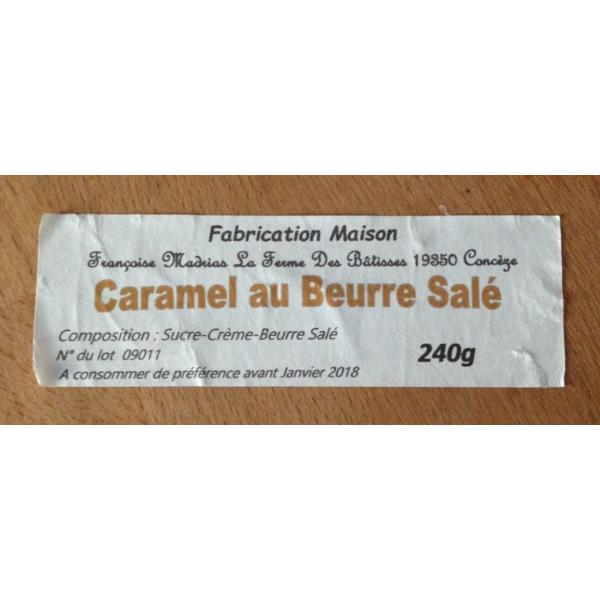 Fabrication Maison
Françoise Madrias La Ferme Des Bâtisses 19350 Concèze
Caramel au Beurre Salé
Composition : Sucre-Crème-Beurre Salé
N° du lot 09011
240g
A consommer de préférence avant Janvier 2018